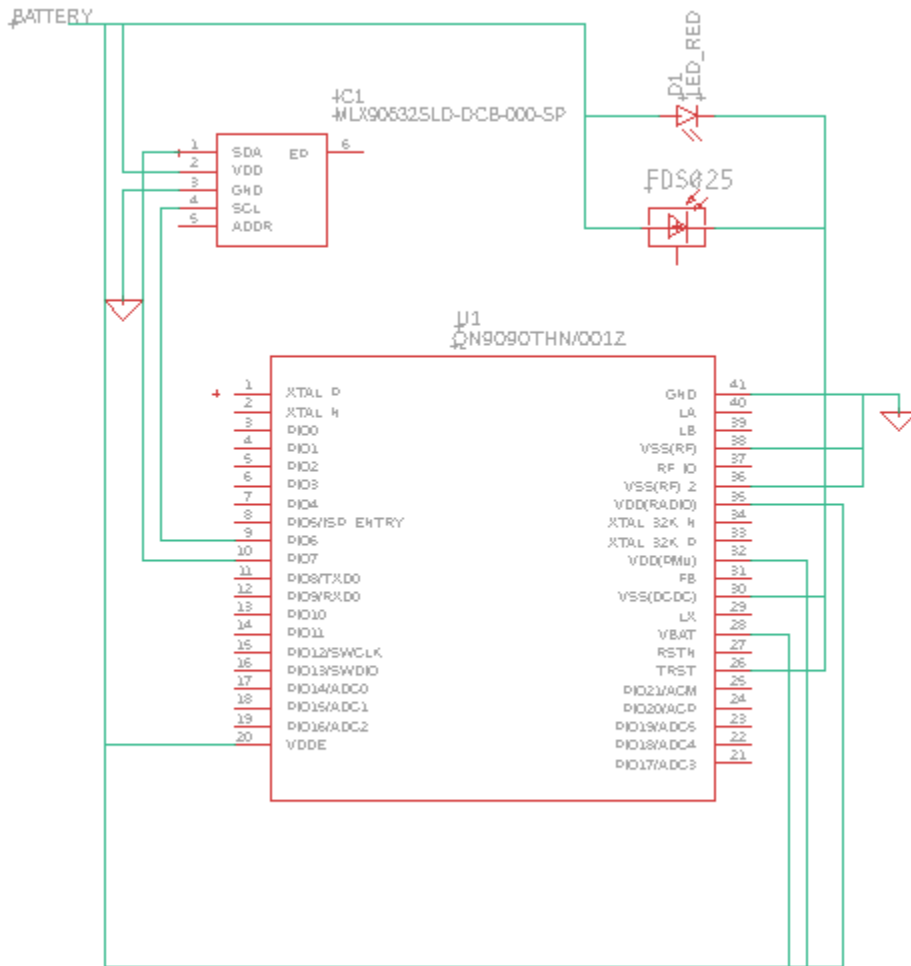 BATTERY
D1
LED_RED
IC1
MLX90632SLD-DCB-000-SP
1 SDA
2 VDD
3 GND
4 SCL
5 ADDR
EP 6
FDS025
U1
QN9090THN/001Z
1 XTAL_P
2 XTAL_N
3 PIO0
4 PIO1
5 PIO2
6 PIO3
7 PIO4
8 PIO5/ISP_ENTRY
9 PIO6
10 PIO7
11 PIO8/TXD0
12 PIO9/RXD0
13 PIO10
14 PIO11
15 PIO12/SWCLK
16 PIO13/SWDIO
17 PIO14/ADC0
18 PIO15/ADC1
19 PIO16/ADC2
20 VDDE
GND 41
LA 40
LB 39
VSS(RF) 38
RF_IO 37
VSS(RF)_2 36
VDD(RADIO) 35
XTAL_32K_N 34
XTAL_32K_P 33
VDD(PMU) 32
FB 31
VSS(DCDC) 30
LX 29
VBAT 28
RSTN 27
TRST 26
PIO21/ACM 25
PIO20/ACP 24
PIO19/ADC5 23
PIO18/ADC4 22
PIO17/ADC3 21